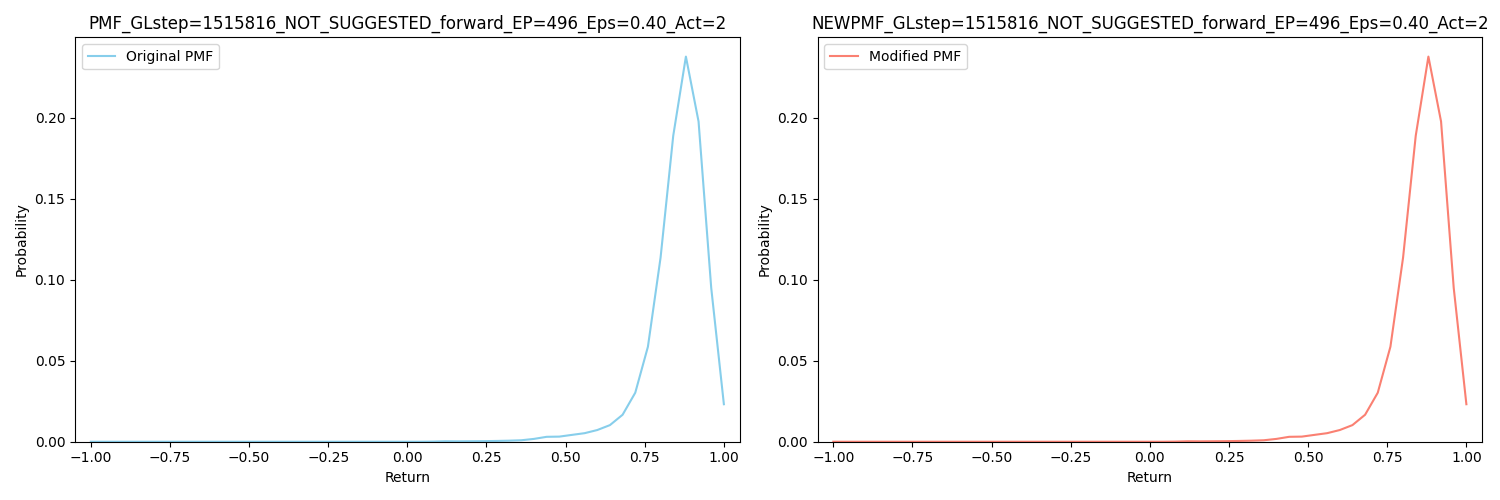 PMF_GLstep=1515816_NOT_SUGGESTED_forward_EP=496_Eps=0.40_Act=2
Original PMF
Probability
0.20
0.15
0.10
0.05
0.00
−1.00 −0.75 −0.50 −0.25 0.00 0.25 0.50 0.75 1.00
Return
NEWPMF_GLstep=1515816_NOT_SUGGESTED_forward_EP=496_Eps=0.40_Act=2
Modified PMF
Probability
0.20
0.15
0.10
0.05
0.00
−1.00 −0.75 −0.50 −0.25 0.00 0.25 0.50 0.75 1.00
Return